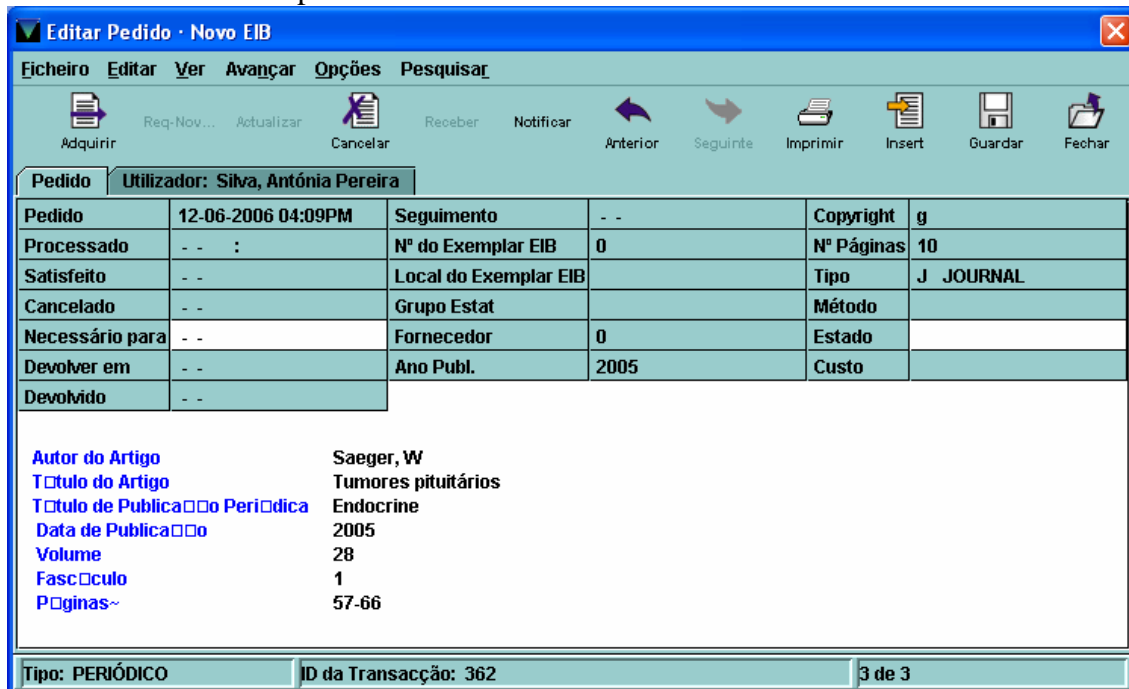 Editar Pedido · Novo EIB
Ficheiro Editar Ver Avançar Opções Pesquisar
Adquirir Req-Nov... Actualizar Cancelar Receber Notificar Anterior Seguinte Imprimir Insert Guardar Fechar
Pedido Utilizador: Silva, Antónia Pereira
Pedido 12-06-2006 04:09PM Seguimento - - Copyright g
Processado - - : Nº do Exemplar EIB 0 Nº Páginas 10
Satisfeito - - Local do Exemplar EIB Tipo J JOURNAL
Cancelado - - Grupo Estat Método
Necessário para - - Fornecedor 0 Estado
Devolver em - - Ano Publ. 2005 Custo
Devolvido - -
Autor do Artigo Saeger, W
T□tulo do Artigo Tumores pituitários
T□tulo de Publica□□o Peri□dica Endocrine
Data de Publica□□o 2005
Volume 28
Fasc□culo 1
P□ginas~ 57-66
Tipo: PERIÓDICO ID da Transacção: 362 3 de 3